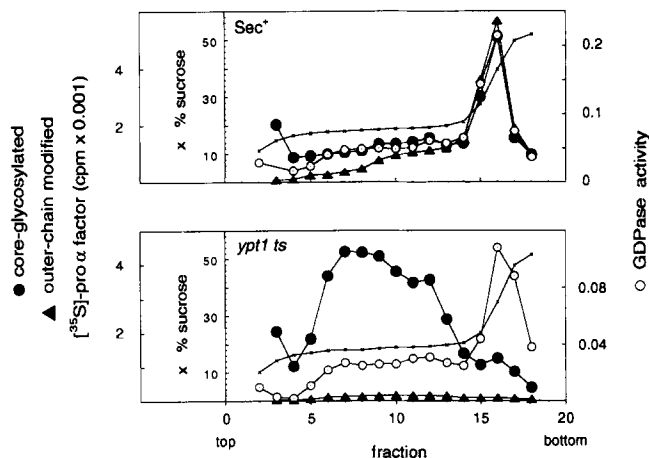 ● core-glycosylated
▲ outer-chain modified
[³⁵S]-pro α factor (cpm x 0.001)
4
2
x % sucrose
50
30
10
Sec⁺
0.2
0.1
0
4
2
x % sucrose
50
30
10
ypt1 ts
0.08
0.04
○ GDPase activity
0
5
10
15
20
top
fraction
bottom